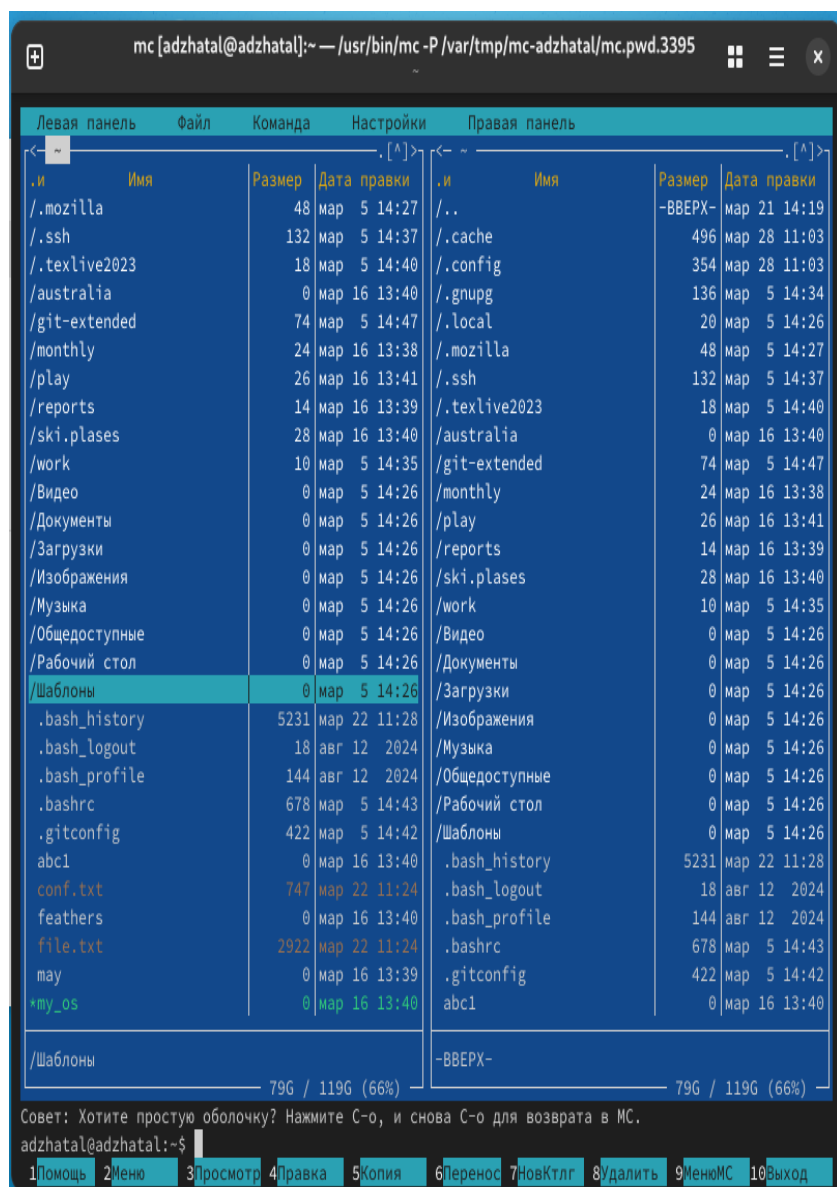 mc [adzhatal@adzhatal]:~ — /usr/bin/mc -P /var/tmp/mc-adzhatal/mc.pwd.3395
~
Левая панель Файл Команда Настройки Правая панель
<- ~ .[^]> <- ~ .[^]>
.и Имя Размер Дата правки .и Имя Размер Дата правки
/.mozilla 48 мар 5 14:27 /.. -ВВЕРХ- мар 21 14:19
/.ssh 132 мар 5 14:37 /.cache 496 мар 28 11:03
/.texlive2023 18 мар 5 14:40 /.config 354 мар 28 11:03
/australia 0 мар 16 13:40 /.gnupg 136 мар 5 14:34
/git-extended 74 мар 5 14:47 /.local 20 мар 5 14:26
/monthly 24 мар 16 13:38 /.mozilla 48 мар 5 14:27
/play 26 мар 16 13:41 /.ssh 132 мар 5 14:37
/reports 14 мар 16 13:39 /.texlive2023 18 мар 5 14:40
/ski.plases 28 мар 16 13:40 /australia 0 мар 16 13:40
/work 10 мар 5 14:35 /git-extended 74 мар 5 14:47
/Видео 0 мар 5 14:26 /monthly 24 мар 16 13:38
/Документы 0 мар 5 14:26 /play 26 мар 16 13:41
/Загрузки 0 мар 5 14:26 /reports 14 мар 16 13:39
/Изображения 0 мар 5 14:26 /ski.plases 28 мар 16 13:40
/Музыка 0 мар 5 14:26 /work 10 мар 5 14:35
/Общедоступные 0 мар 5 14:26 /Видео 0 мар 5 14:26
/Рабочий стол 0 мар 5 14:26 /Документы 0 мар 5 14:26
/Шаблоны 0 мар 5 14:26 /Загрузки 0 мар 5 14:26
.bash_history 5231 мар 22 11:28 /Изображения 0 мар 5 14:26
.bash_logout 18 авг 12 2024 /Музыка 0 мар 5 14:26
.bash_profile 144 авг 12 2024 /Общедоступные 0 мар 5 14:26
.bashrc 678 мар 5 14:43 /Рабочий стол 0 мар 5 14:26
.gitconfig 422 мар 5 14:42 /Шаблоны 0 мар 5 14:26
abc1 0 мар 16 13:40 .bash_history 5231 мар 22 11:28
conf.txt 747 мар 22 11:24 .bash_logout 18 авг 12 2024
feathers 0 мар 16 13:40 .bash_profile 144 авг 12 2024
file.txt 2922 мар 22 11:24 .bashrc 678 мар 5 14:43
may 0 мар 16 13:39 .gitconfig 422 мар 5 14:42
*my_os 0 мар 16 13:40 abc1 0 мар 16 13:40
/Шаблоны -ВВЕРХ-
79G / 119G (66%) 79G / 119G (66%)
Совет: Хотите простую оболочку? Нажмите C-o, и снова C-o для возврата в MC.
adzhatal@adzhatal:~$
1Помощь 2Меню 3Просмотр 4Правка 5Копия 6Перенос 7НовКтлг 8Удалить 9МенюMC 10Выход